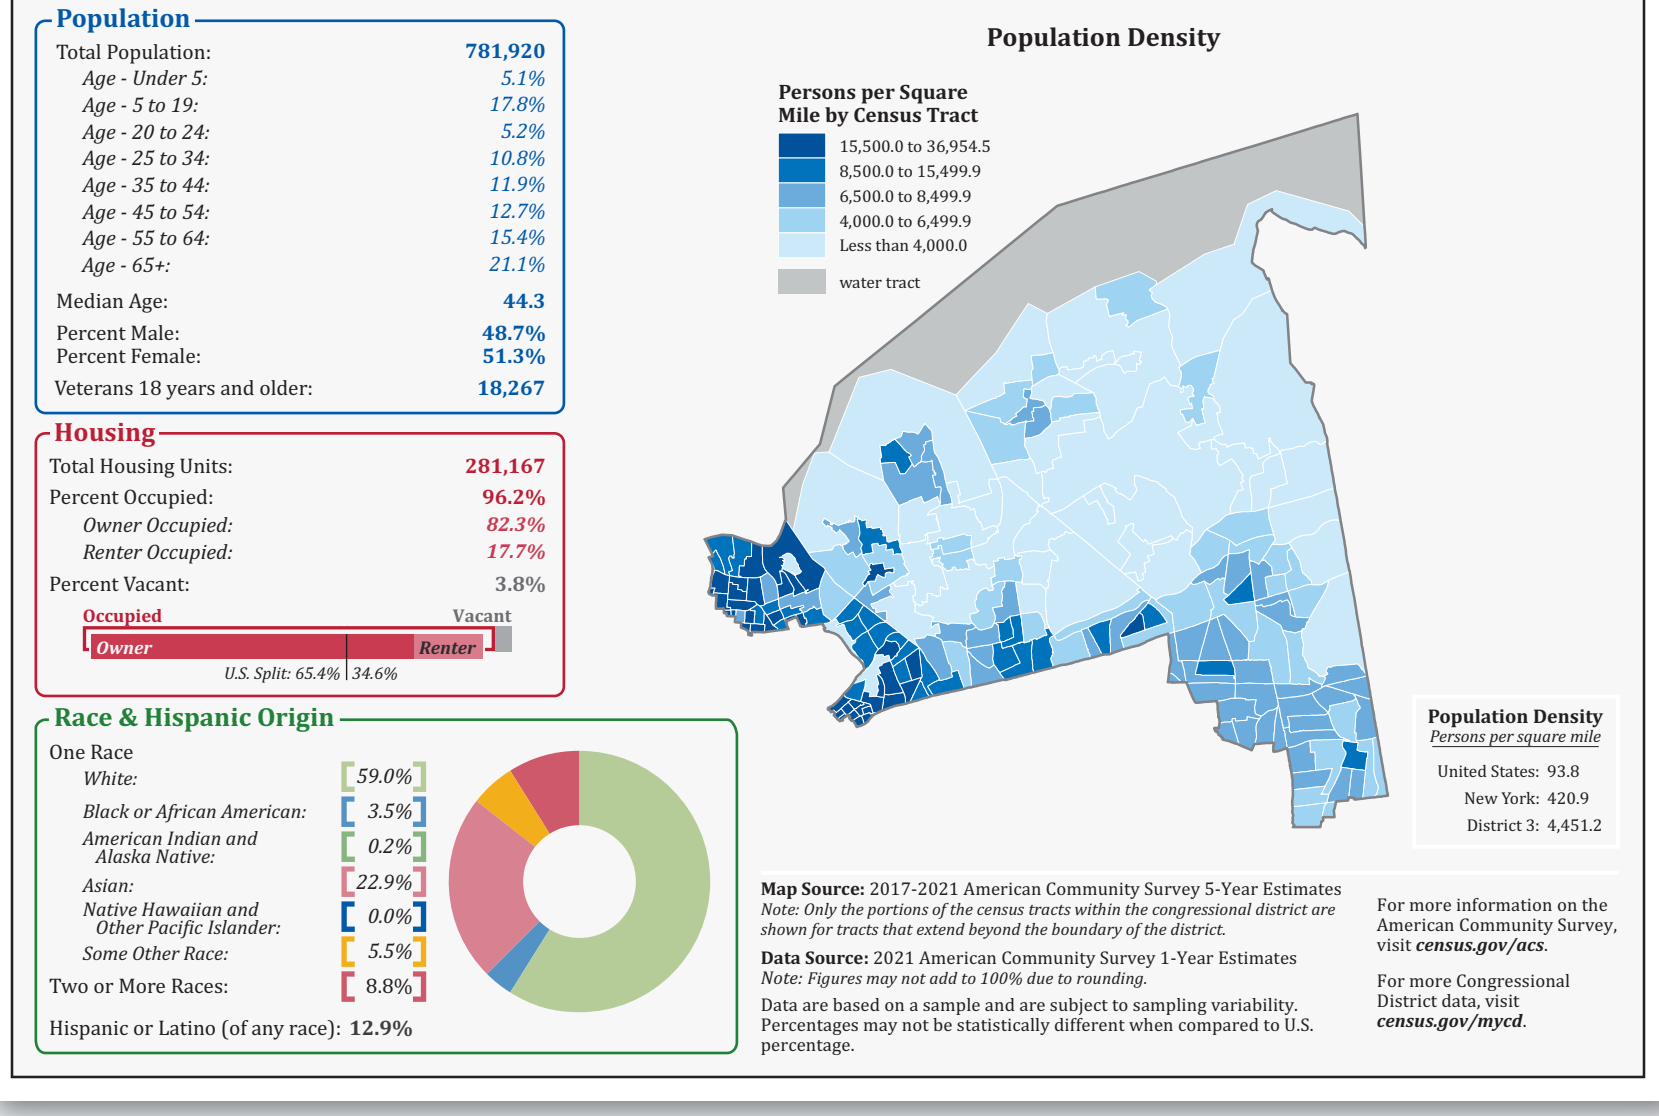 Population
Total Population: 781,920
Age - Under 5: 5.1%
Age - 5 to 19: 17.8%
Age - 20 to 24: 5.2%
Age - 25 to 34: 10.8%
Age - 35 to 44: 11.9%
Age - 45 to 54: 12.7%
Age - 55 to 64: 15.4%
Age - 65+: 21.1%
Median Age: 44.3
Percent Male: 48.7%
Percent Female: 51.3%
Veterans 18 years and older: 18,267
Housing
Total Housing Units: 281,167
Percent Occupied: 96.2%
Owner Occupied: 82.3%
Renter Occupied: 17.7%
Percent Vacant: 3.8%
Occupied Vacant
Owner Renter
U.S. Split: 65.4% 34.6%
Race & Hispanic Origin
One Race
White: 59.0%
Black or African American: 3.5%
American Indian and
Alaska Native: 0.2%
Asian: 22.9%
Native Hawaiian and
Other Pacific Islander: 0.0%
Some Other Race: 5.5%
Two or More Races: 8.8%
Hispanic or Latino (of any race): 12.9%
Population Density
Persons per Square
Mile by Census Tract
15,500.0 to 36,954.5
8,500.0 to 15,499.9
6,500.0 to 8,499.9
4,000.0 to 6,499.9
Less than 4,000.0
water tract
Population Density
Persons per square mile
United States: 93.8
New York: 420.9
District 3: 4,451.2
Map Source: 2017-2021 American Community Survey 5-Year Estimates
Note: Only the portions of the census tracts within the congressional district are
shown for tracts that extend beyond the boundary of the district.
Data Source: 2021 American Community Survey 1-Year Estimates
Note: Figures may not add to 100% due to rounding.
Data are based on a sample and are subject to sampling variability.
Percentages may not be statistically different when compared to U.S.
percentage.
For more information on the
American Community Survey,
visit census.gov/acs.
For more Congressional
District data, visit
census.gov/mycd.